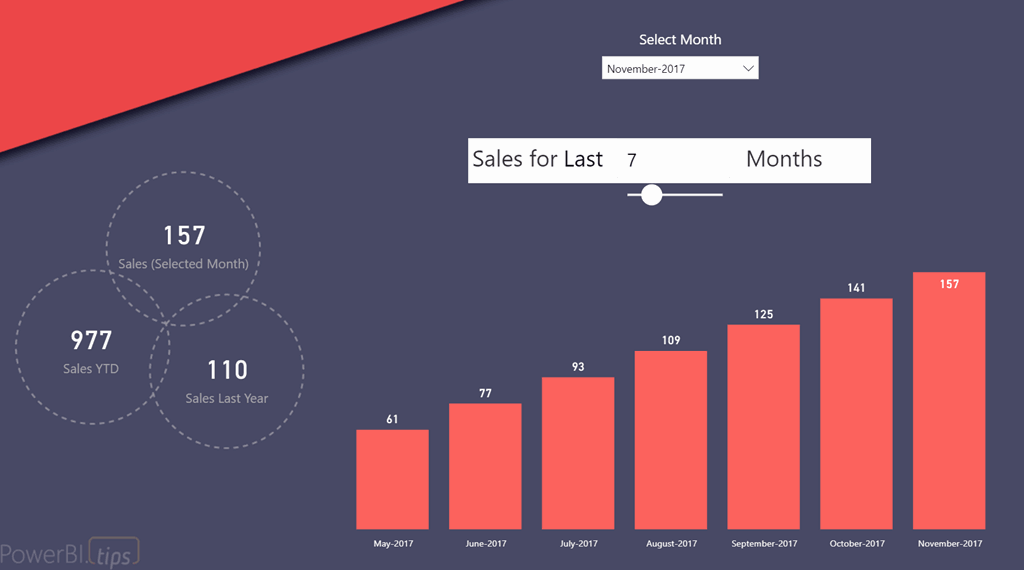 Select Month
November-2017
Sales for Last 7 Months
157
Sales (Selected Month)
977
Sales YTD
110
Sales Last Year
61
77
93
109
125
141
157
May-2017
June-2017
July-2017
August-2017
September-2017
October-2017
November-2017
PowerBI.tips